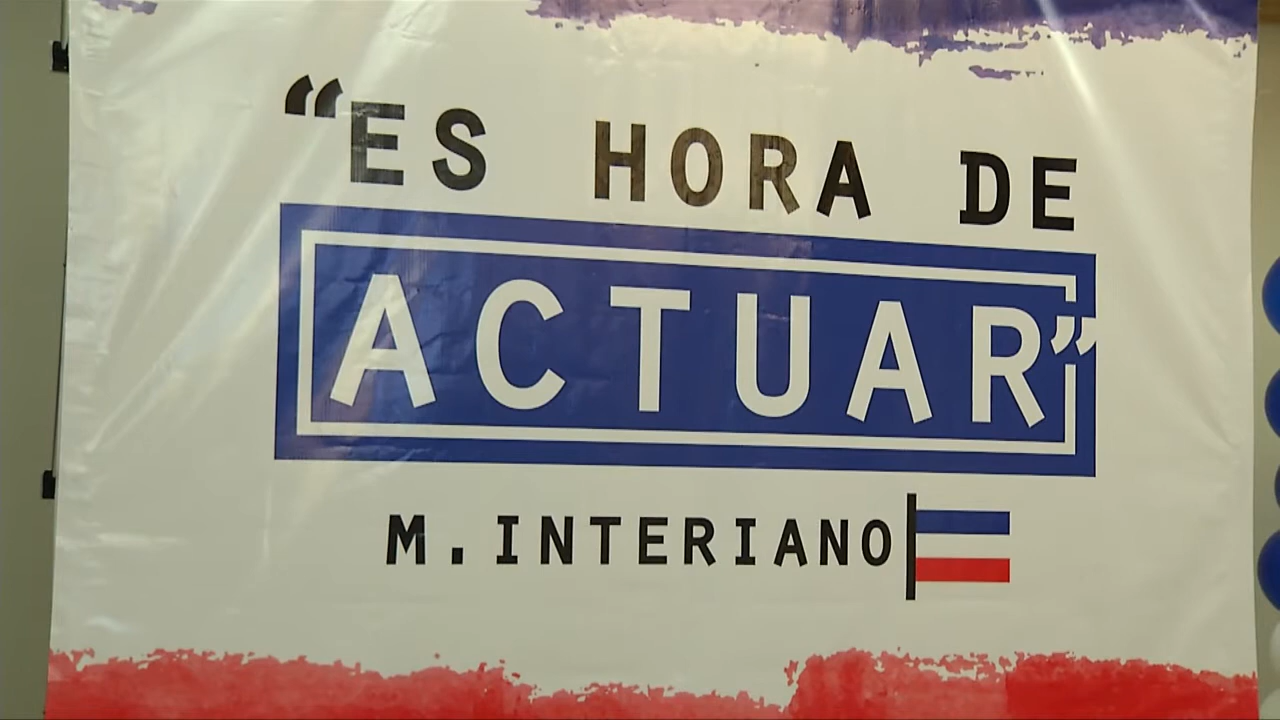 “ES HORA DE
ACTUAR”
M.INTERIANO